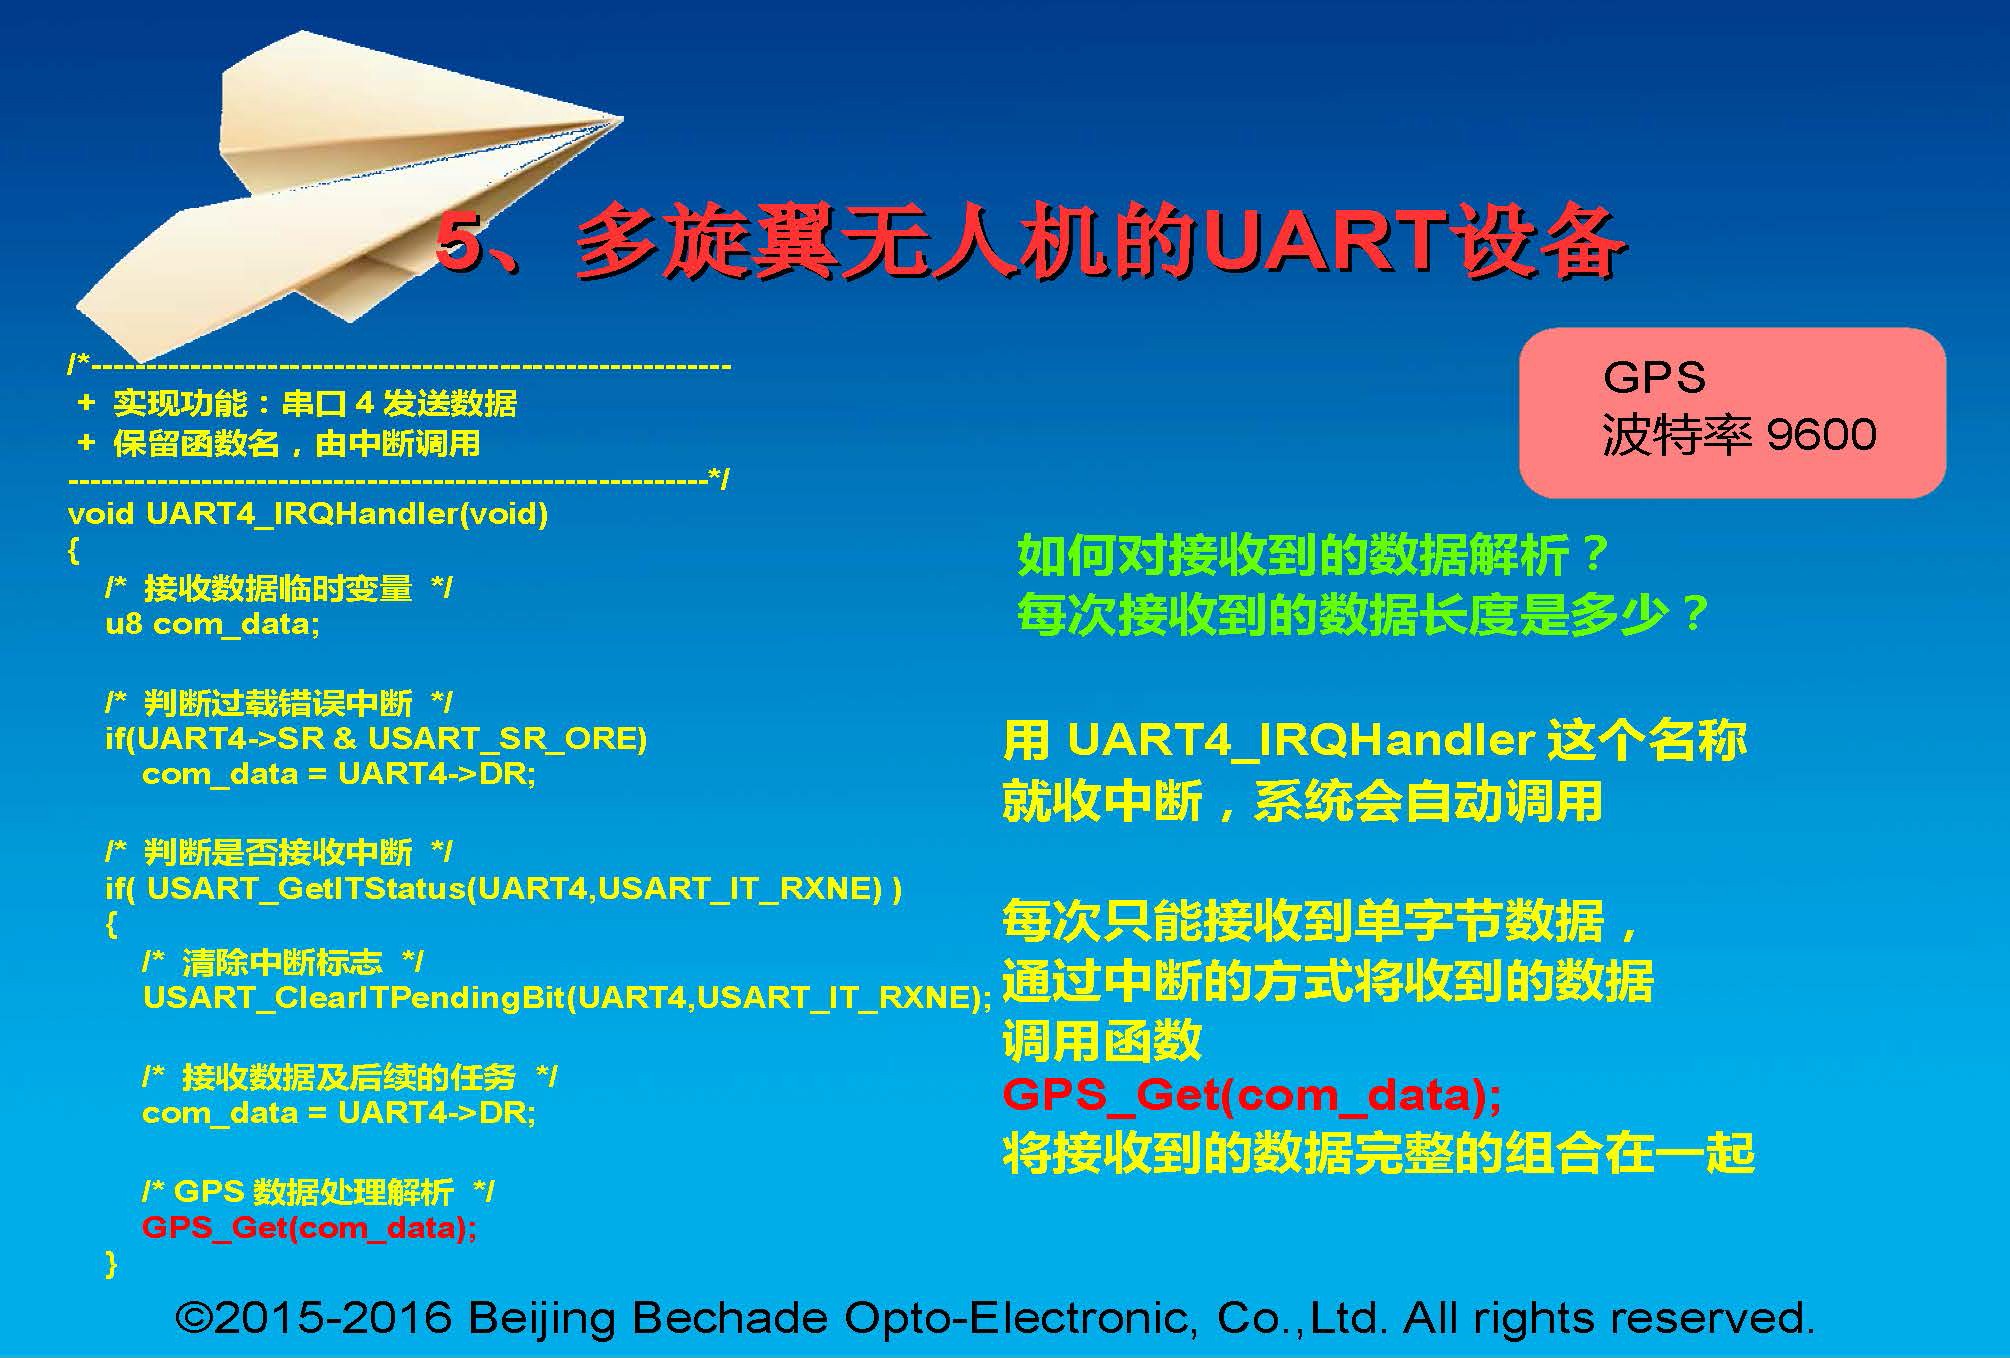 5、多旋翼无人机的UART设备
/*----------------------------------------------------------
+ 实现功能：串口 4 发送数据
+ 保留函数名，由中断调用
----------------------------------------------------------*/
void UART4_IRQHandler(void)
{
/* 接收数据临时变量 */
u8 com_data;
/* 判断过载错误中断 */
if(UART4->SR & USART_SR_ORE)
com_data = UART4->DR;
/* 判断是否接收中断 */
if( USART_GetITStatus(UART4,USART_IT_RXNE) )
{
/* 清除中断标志 */
USART_ClearITPendingBit(UART4,USART_IT_RXNE);
/* 接收数据及后续的任务 */
com_data = UART4->DR;
/* GPS 数据处理解析 */
GPS_Get(com_data);
}
GPS
波特率 9600
如何对接收到的数据解析？
每次接收到的数据长度是多少？
用 UART4_IRQHandler 这个名称
就收中断，系统会自动调用
每次只能接收到单字节数据，
通过中断的方式将收到的数据
调用函数
GPS_Get(com_data);
将接收到的数据完整的组合在一起
©2015-2016 Beijing Bechade Opto-Electronic, Co.,Ltd. All rights reserved.